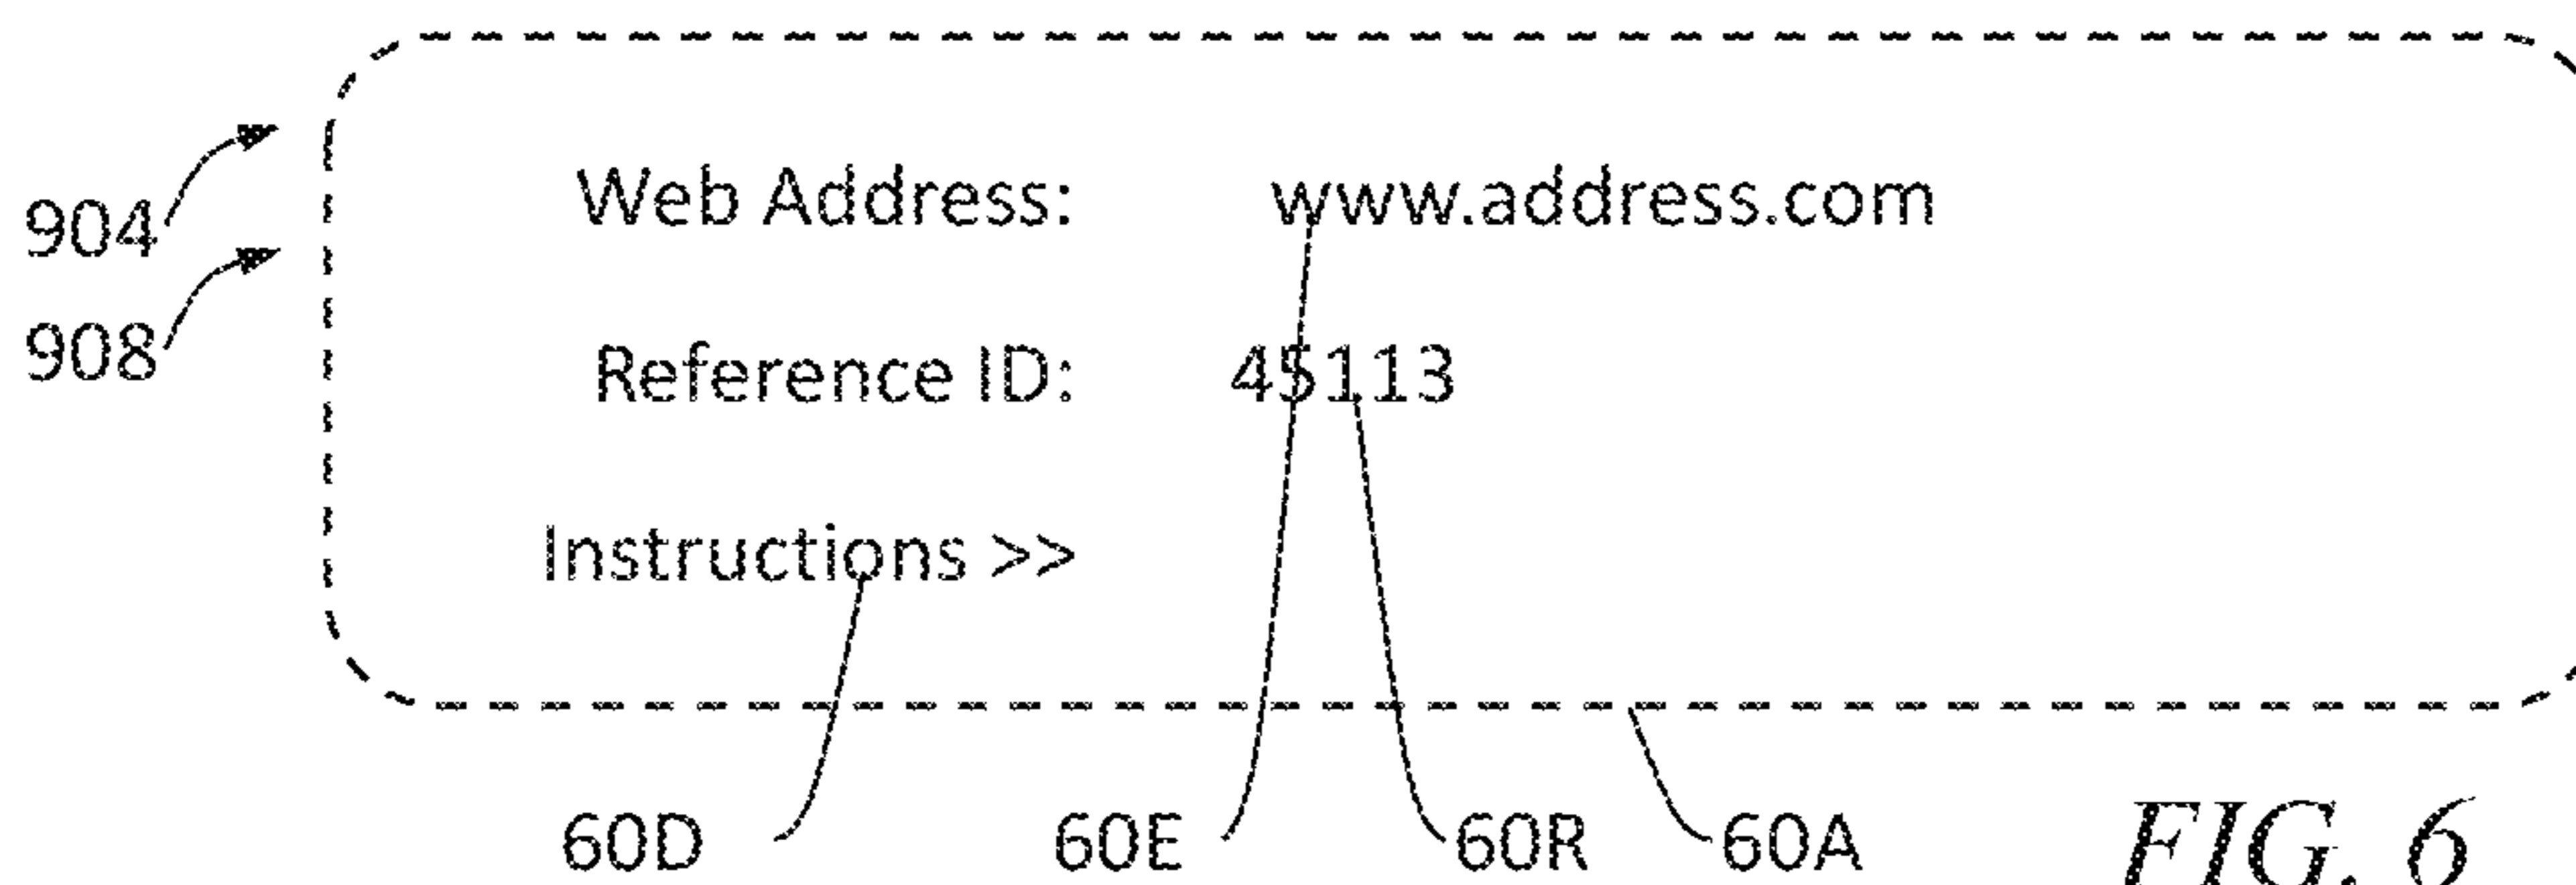 904
Web Address: www.address.com
908
Reference ID: 45113
Instructions >>
60D 60E 60R 60A
FIG. 6